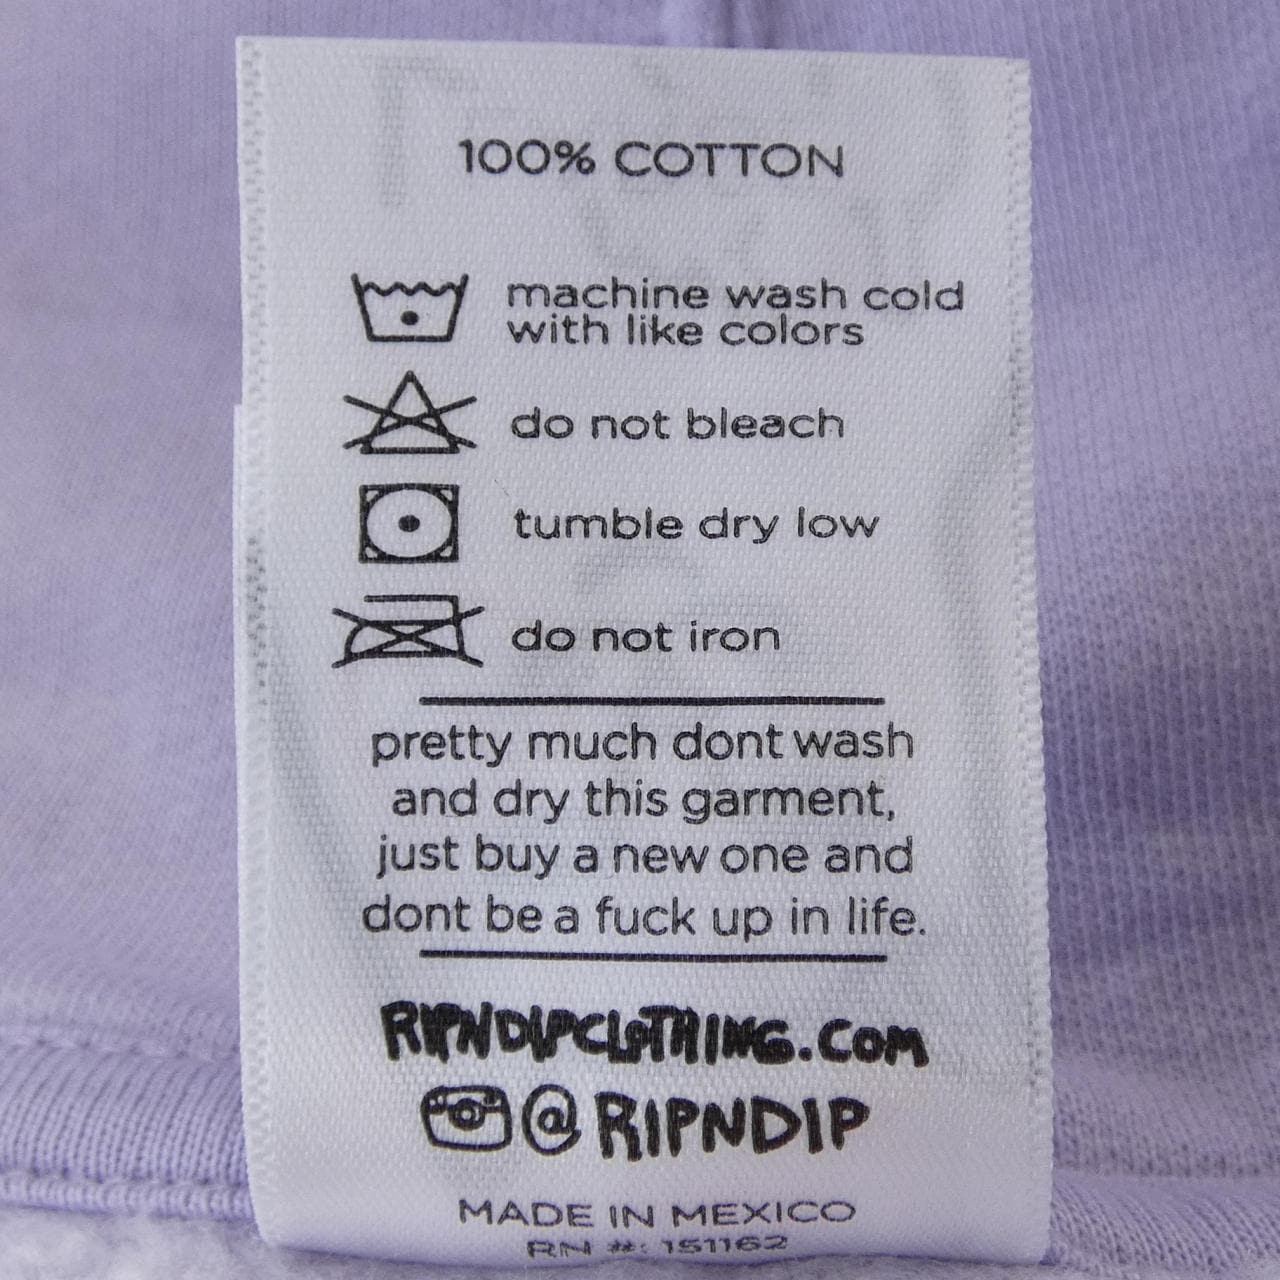 100% COTTON
machine wash cold
with like colors
do not bleach
tumble dry low
do not iron
pretty much dont wash
and dry this garment,
just buy a new one and
dont be a fuck up in life.
RIPNDIPCLOTHING.COM
@RIPNDIP
MADE IN MEXICO
RN #: 151162